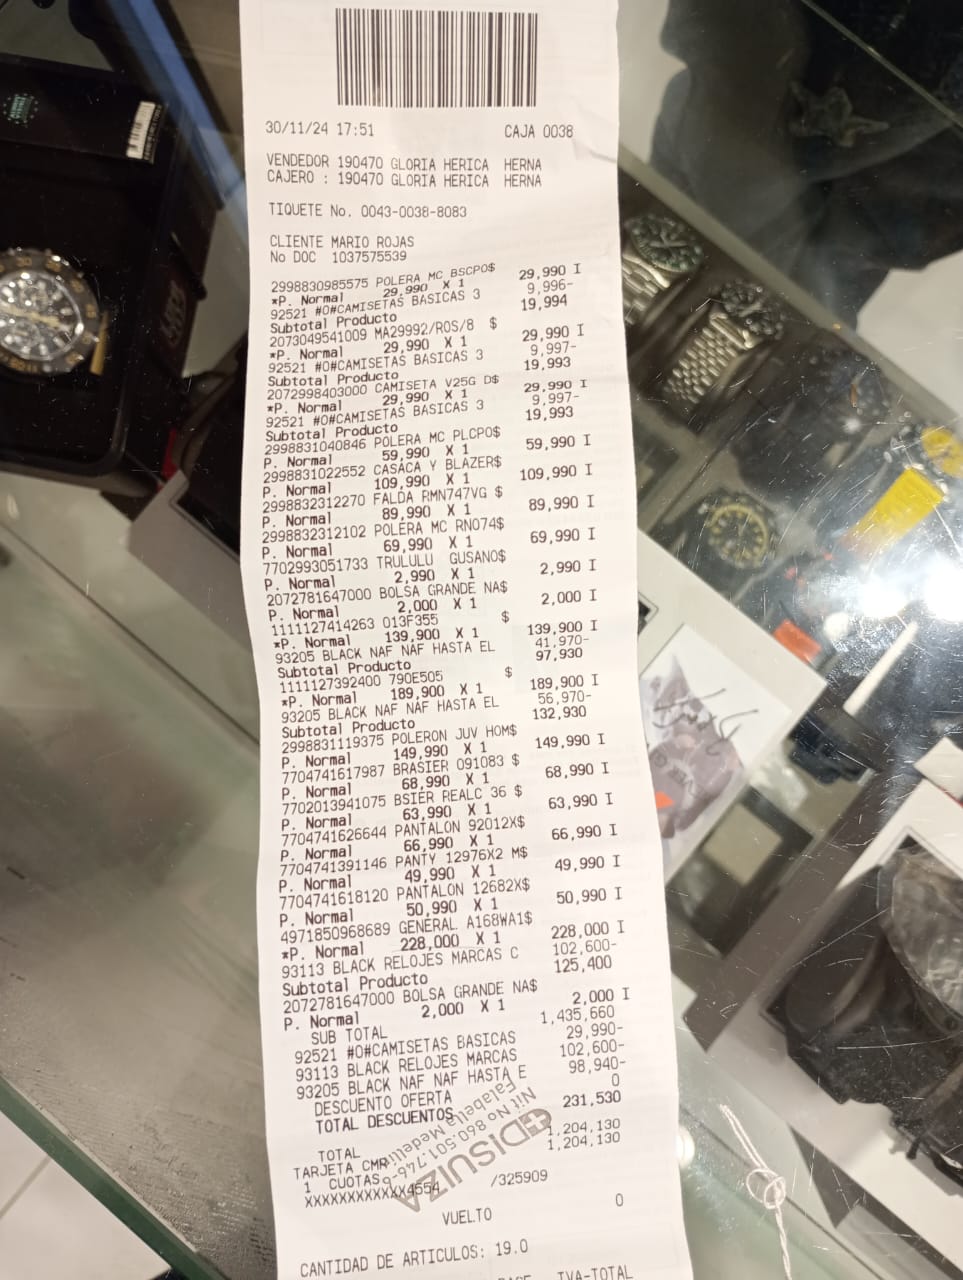 30/11/24 17:51 CAJA 0038
VENDEDOR 190470 GLORIA HERICA HERNA
CAJERO : 190470 GLORIA HERICA HERNA
TIQUETE No. 0043-0038-8083
CLIENTE MARIO ROJAS
No DOC 1037575539
2998830985575 POLERA MC BSCPO$ 29,990 I
*P. Normal 29,990 X 1
92521 #O#CAMISETAS BASICAS 3 9,996-
Subtotal Producto 19,994
2073049541009 MA29992/ROS/8 $ 29,990 I
*P. Normal 29,990 X 1
92521 #O#CAMISETAS BASICAS 3 9,997-
Subtotal Producto 19,993
2072998403000 CAMISETA V25G D$ 29,990 I
*P. Normal 29,990 X 1
92521 #O#CAMISETAS BASICAS 3 9,997-
Subtotal Producto 19,993
2998831040846 POLERA MC PLCPO$ 59,990 I
P. Normal 59,990 X 1
2998831022552 CASACA Y BLAZER$ 109,990 I
P. Normal 109,990 X 1
2998832312270 FALDA RMN747VG $ 89,990 I
P. Normal 89,990 X 1
2998832312102 POLERA MC RNO74$ 69,990 I
P. Normal 69,990 X 1
7702993051733 TRULULU GUSANO$ 2,990 I
P. Normal 2,990 X 1
2072781647000 BOLSA GRANDE NA$ 2,000 I
P. Normal 2,000 X 1
1111127414263 013F355 $ 139,900 I
*P. Normal 139,900 X 1
93205 BLACK NAF NAF HASTA EL 41,970-
Subtotal Producto 97,930
1111127392400 790E505 $ 189,900 I
*P. Normal 189,900 X 1
93205 BLACK NAF NAF HASTA EL 56,970-
Subtotal Producto 132,930
2998831119375 POLERON JUV HOM$ 149,990 I
P. Normal 149,990 X 1
7704741617987 BRASIER 091083 $ 68,990 I
P. Normal 68,990 X 1
7702013941075 BSIER REALC 36 $ 63,990 I
P. Normal 63,990 X 1
7704741626644 PANTALON 92012X$ 66,990 I
P. Normal 66,990 X 1
7704741391146 PANTY 12976X2 M$ 49,990 I
P. Normal 49,990 X 1
7704741618120 PANTALON 12682X$ 50,990 I
P. Normal 50,990 X 1
4971850968689 GENERAL A168WA1$ 228,000 I
*P. Normal 228,000 X 1
93113 BLACK RELOJES MARCAS C 102,600-
Subtotal Producto 125,400
2072781647000 BOLSA GRANDE NA$ 2,000 I
P. Normal 2,000 X 1
SUB TOTAL 1,435,660
92521 #O#CAMISETAS BASICAS 29,990-
93113 BLACK RELOJES MARCAS 102,600-
93205 BLACK NAF NAF HASTA E 98,940-
DESCUENTO OFERTA 0
TOTAL DESCUENTOS 231,530
TOTAL 1,204,130
TARJETA CMR 1,204,130
1 CUOTAS
XXXXXXXXXXXX4554 /325909
DISUIZA
Nit No 860.501.746-9
Falabella Medellin
VUELTO 0
CANTIDAD DE ARTICULOS: 19.0
IVA-TOTAL